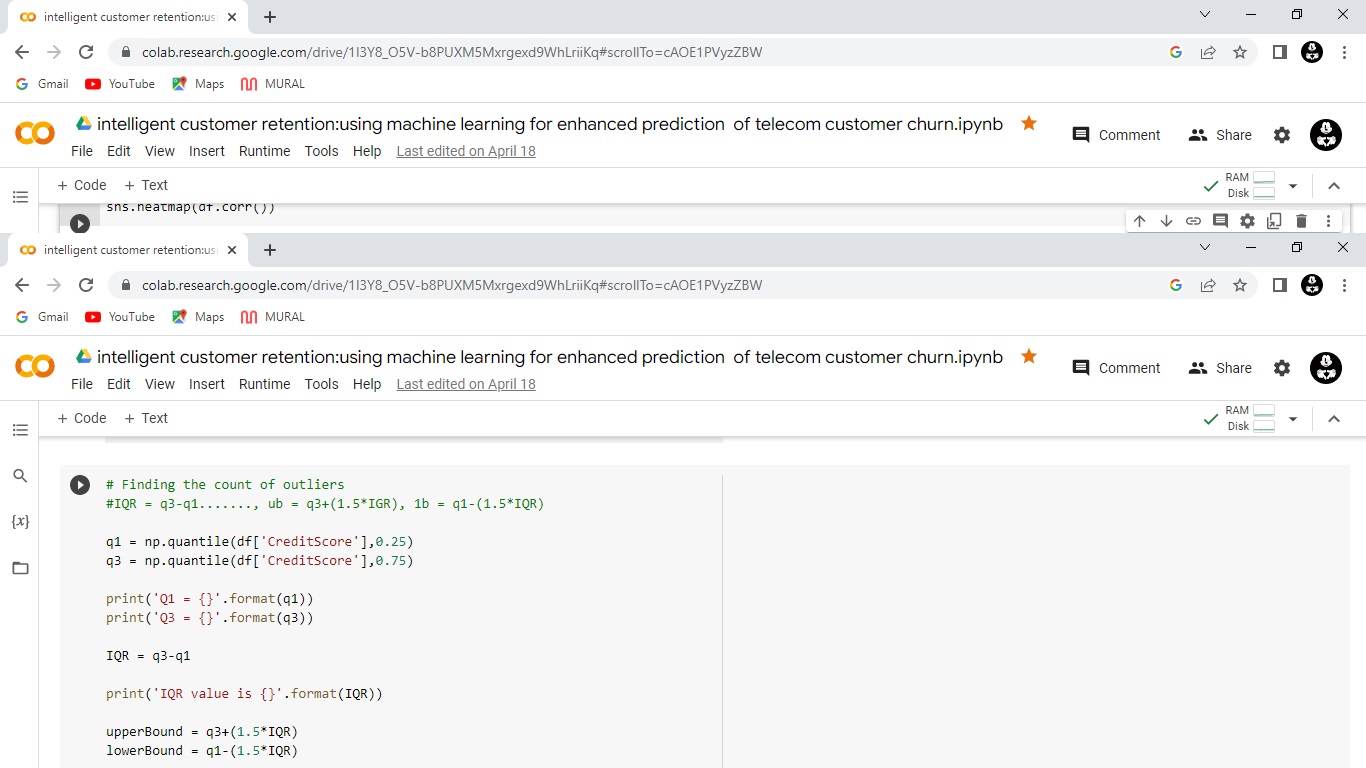 intelligent customer retention:us
colab.research.google.com/drive/1I3Y8_O5V-b8PUXM5Mxrgexd9WhLriiKq#scrollTo=cAOE1PVyzZBW
Gmail YouTube Maps MURAL
intelligent customer retention:using machine learning for enhanced prediction of telecom customer churn.ipynb
Comment Share
File Edit View Insert Runtime Tools Help Last edited on April 18
+ Code + Text
RAM
Disk
sns.heatmap(df.corr())
intelligent customer retention:us
colab.research.google.com/drive/1I3Y8_O5V-b8PUXM5Mxrgexd9WhLriiKq#scrollTo=cAOE1PVyzZBW
Gmail YouTube Maps MURAL
intelligent customer retention:using machine learning for enhanced prediction of telecom customer churn.ipynb
Comment Share
File Edit View Insert Runtime Tools Help Last edited on April 18
+ Code + Text
RAM
Disk
{x}
# Finding the count of outliers
#IQR = q3-q1......., ub = q3+(1.5*IGR), 1b = q1-(1.5*IQR)
q1 = np.quantile(df['CreditScore'],0.25)
q3 = np.quantile(df['CreditScore'],0.75)
print('Q1 = {}'.format(q1))
print('Q3 = {}'.format(q3))
IQR = q3-q1
print('IQR value is {}'.format(IQR))
upperBound = q3+(1.5*IQR)
lowerBound = q1-(1.5*IQR)